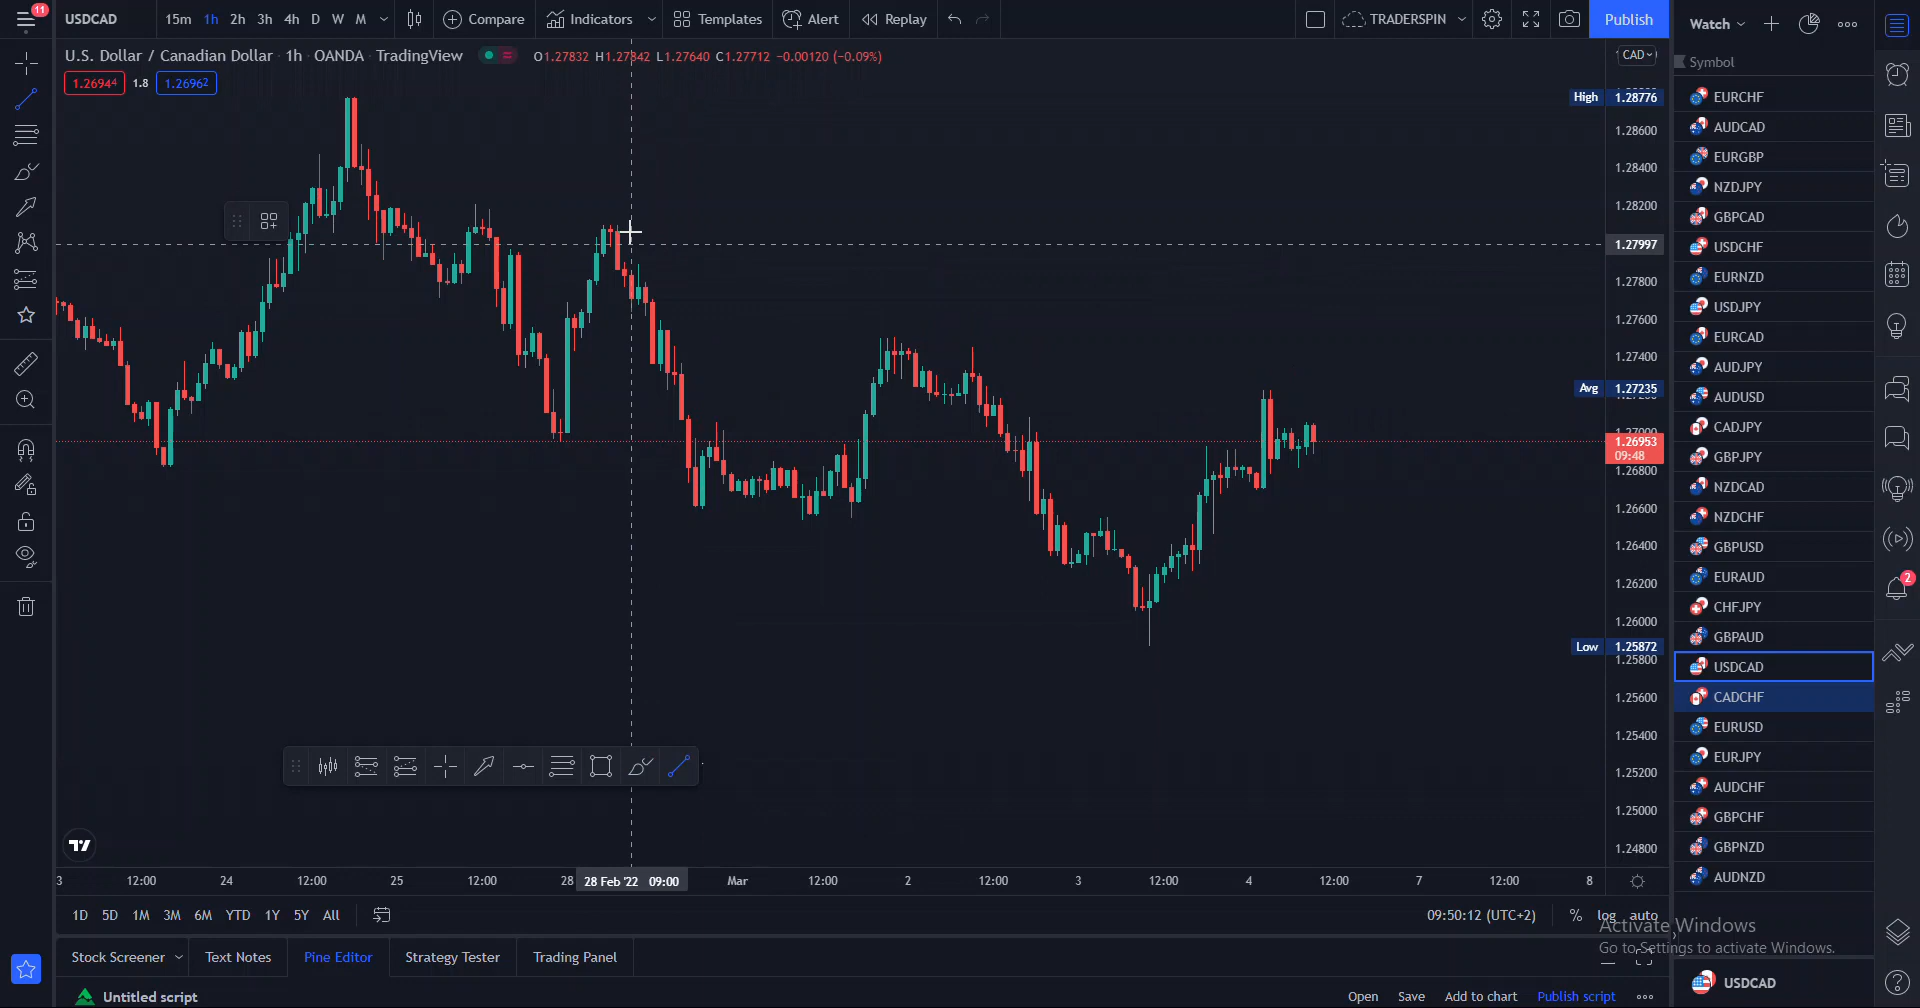 11
USDCAD
15m 1h 2h 3h 4h D W M
Compare
Indicators
Templates
Alert
Replay
TRADERSPIN
Publish
Watch
U.S. Dollar / Canadian Dollar · 1h · OANDA · TradingView
O1.27832 H1.27842 L1.27640 C1.27712 −0.00120 (−0.09%)
1.26944 1.8 1.26962
CAD
High 1.28776
1.28600
1.28400
1.28200
1.27997
1.27800
1.27600
1.27400
Avg 1.27235
1.27000
1.26953
09:48
1.26800
1.26600
1.26400
1.26200
1.26000
Low 1.25872
1.25800
1.25600
1.25400
1.25200
1.25000
1.24800
Symbol
EURCHF
AUDCAD
EURGBP
NZDJPY
GBPCAD
USDCHF
EURNZD
USDJPY
EURCAD
AUDJPY
AUDUSD
CADJPY
GBPJPY
NZDCAD
NZDCHF
GBPUSD
EURAUD
CHFJPY
GBPAUD
USDCAD
CADCHF
EURUSD
EURJPY
AUDCHF
GBPCHF
GBPNZD
AUDNZD
2
3 12:00 24 12:00 25 12:00 28 28 Feb '22 09:00 Mar 12:00 2 12:00 3 12:00 4 12:00 7 12:00 8
1D 5D 1M 3M 6M YTD 1Y 5Y All
09:50:12 (UTC+2) % log auto
Activate Windows
Go to Settings to activate Windows.
Stock Screener Text Notes Pine Editor Strategy Tester Trading Panel
Untitled script
Open Save Add to chart Publish script
USDCAD